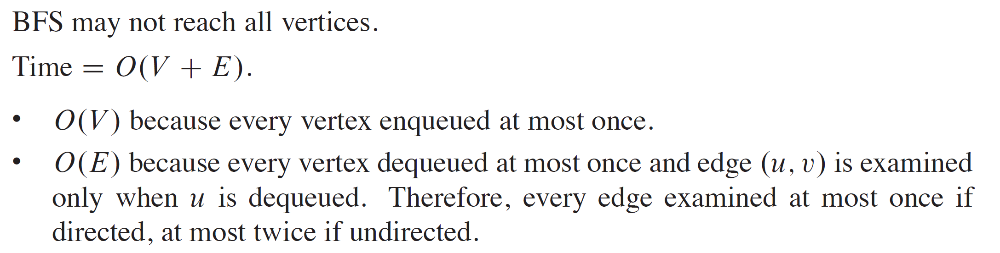 BFS may not reach all vertices.
Time = O(V + E).
• O(V) because every vertex enqueued at most once.
• O(E) because every vertex dequeued at most once and edge (u, v) is examined
only when u is dequeued. Therefore, every edge examined at most once if
directed, at most twice if undirected.